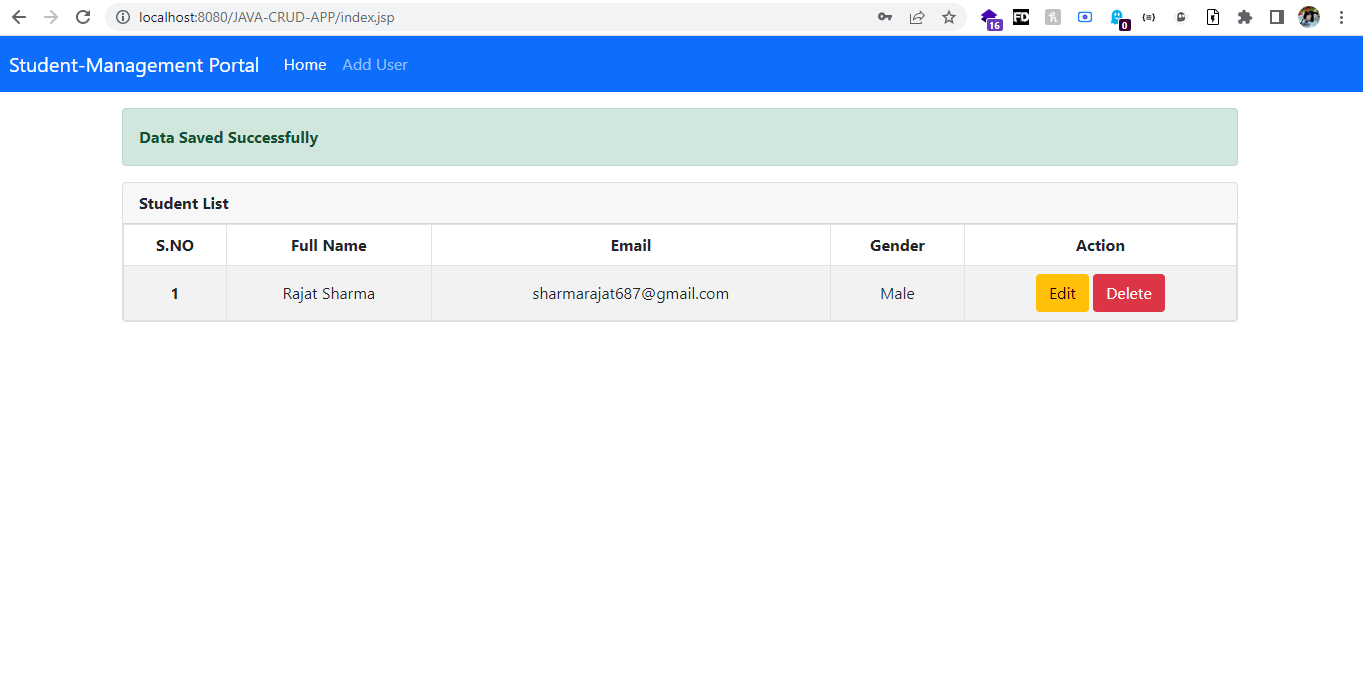 localhost:8080/JAVA-CRUD-APP/index.jsp
16 FD 0 {≡}
Student-Management Portal Home Add User
Data Saved Successfully
Student List
S.NO Full Name Email Gender Action
1 Rajat Sharma sharmarajat687@gmail.com Male Edit Delete